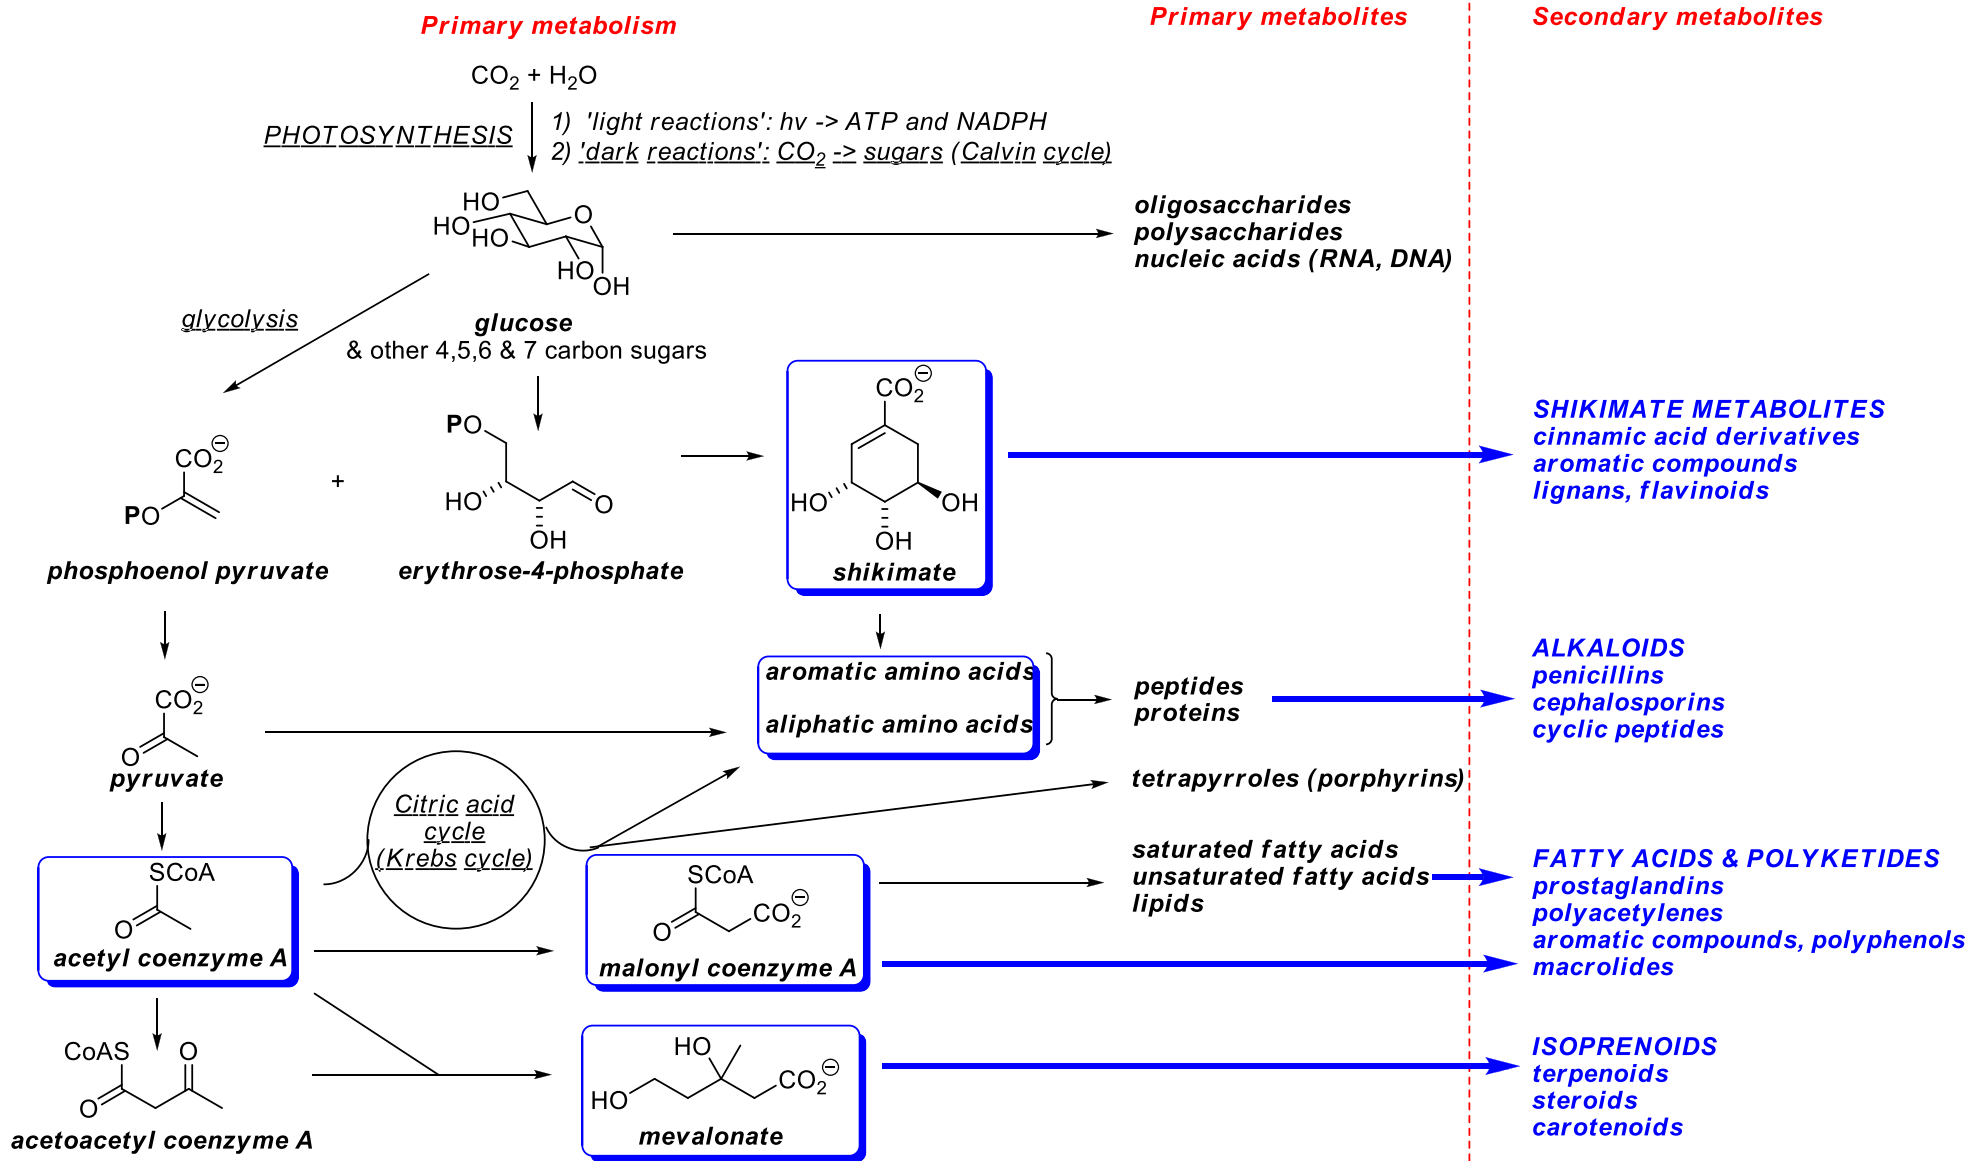 Primary metabolism
Primary metabolites
Secondary metabolites
CO2 + H2O
PHOTOSYNTHESIS
1) 'light reactions': hv -> ATP and NADPH
2) 'dark reactions': CO2 -> sugars (Calvin cycle)
HO
O
HO
HO
HO
OH
oligosaccharides
polysaccharides
nucleic acids (RNA, DNA)
glycolysis
glucose
& other 4,5,6 & 7 carbon sugars
CO2⊖
PO
phosphoenol pyruvate
+
PO
HO
O
OH
erythrose-4-phosphate
CO2⊖
HO
OH
OH
shikimate
SHIKIMATE METABOLITES
cinnamic acid derivatives
aromatic compounds
lignans, flavinoids
aromatic amino acids
aliphatic amino acids
peptides
proteins
ALKALOIDS
penicillins
cephalosporins
cyclic peptides
CO2⊖
O
pyruvate
Citric acid
cycle
(Krebs cycle)
tetrapyrroles (porphyrins)
SCoA
O
acetyl coenzyme A
SCoA
O
CO2⊖
malonyl coenzyme A
saturated fatty acids
unsaturated fatty acids
lipids
FATTY ACIDS & POLYKETIDES
prostaglandins
polyacetylenes
aromatic compounds, polyphenols
macrolides
CoAS
O
O
acetoacetyl coenzyme A
HO
HO
CO2⊖
mevalonate
ISOPRENOIDS
terpenoids
steroids
carotenoids